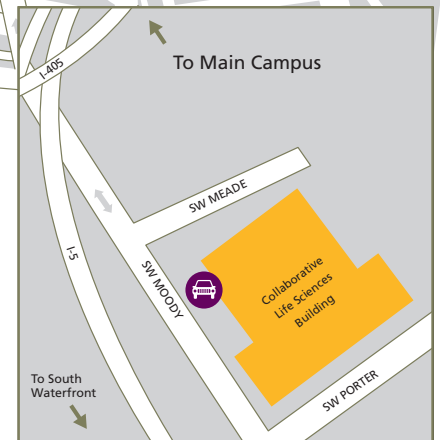 I-405
To Main Campus
SW MEADE
I-5
SW MOODY
Collaborative
Life Sciences
Building
To South
Waterfront
SW PORTER